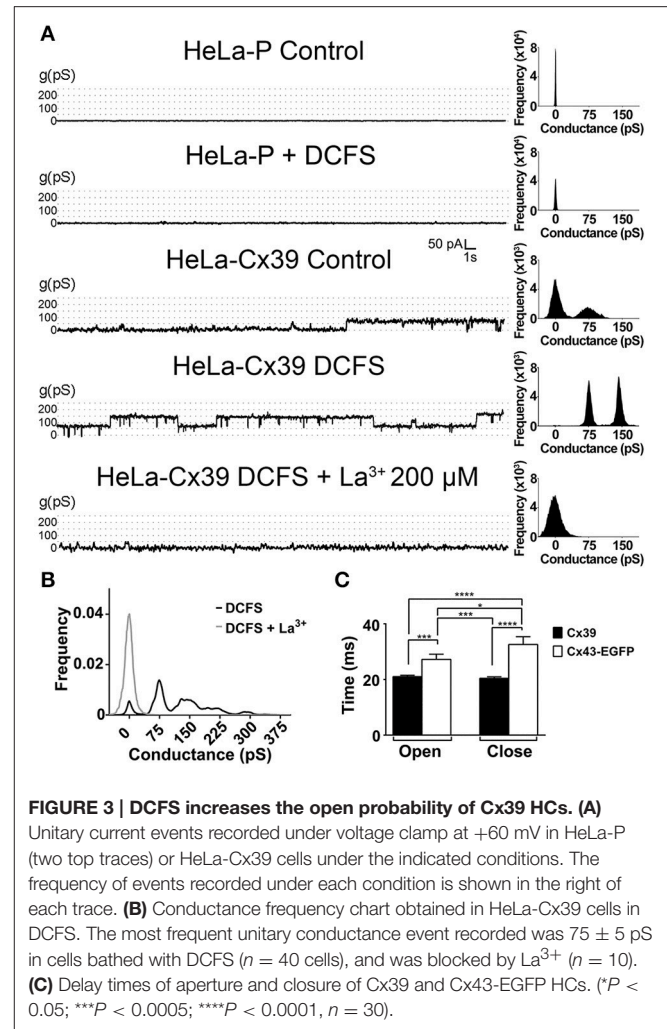 A
HeLa-P Control
g(pS)
200
100
0
Frequency (x10⁴)
8
4
0
0 75 150
Conductance (pS)
HeLa-P + DCFS
g(pS)
200
100
0
Frequency (x10⁴)
8
4
0
0 75 150
Conductance (pS)
50 pA
1s
HeLa-Cx39 Control
g(pS)
200
100
0
Frequency (x10³)
8
4
0
0 75 150
Conductance (pS)
HeLa-Cx39 DCFS
g(pS)
200
100
0
Frequency (x10³)
8
4
0
0 75 150
Conductance (pS)
HeLa-Cx39 DCFS + La³⁺ 200 µM
g(pS)
200
100
0
Frequency (x10³)
8
4
0
0 75 150
Conductance (pS)
B
DCFS
DCFS + La³⁺
Frequency
0.04
0.02
0
0 75 150 225 300 375
Conductance (pS)
C
****
*
***
***
****
Cx39
Cx43-EGFP
Time (ms)
40
20
0
Open Close
FIGURE 3 | DCFS increases the open probability of Cx39 HCs. (A)
Unitary current events recorded under voltage clamp at +60 mV in HeLa-P
(two top traces) or HeLa-Cx39 cells under the indicated conditions. The
frequency of events recorded under each condition is shown in the right of
each trace. (B) Conductance frequency chart obtained in HeLa-Cx39 cells in
DCFS. The most frequent unitary conductance event recorded was 75 ± 5 pS
in cells bathed with DCFS (n = 40 cells), and was blocked by La³⁺ (n = 10).
(C) Delay times of aperture and closure of Cx39 and Cx43-EGFP HCs. (*P <
0.05; ***P < 0.0005; ****P < 0.0001, n = 30).